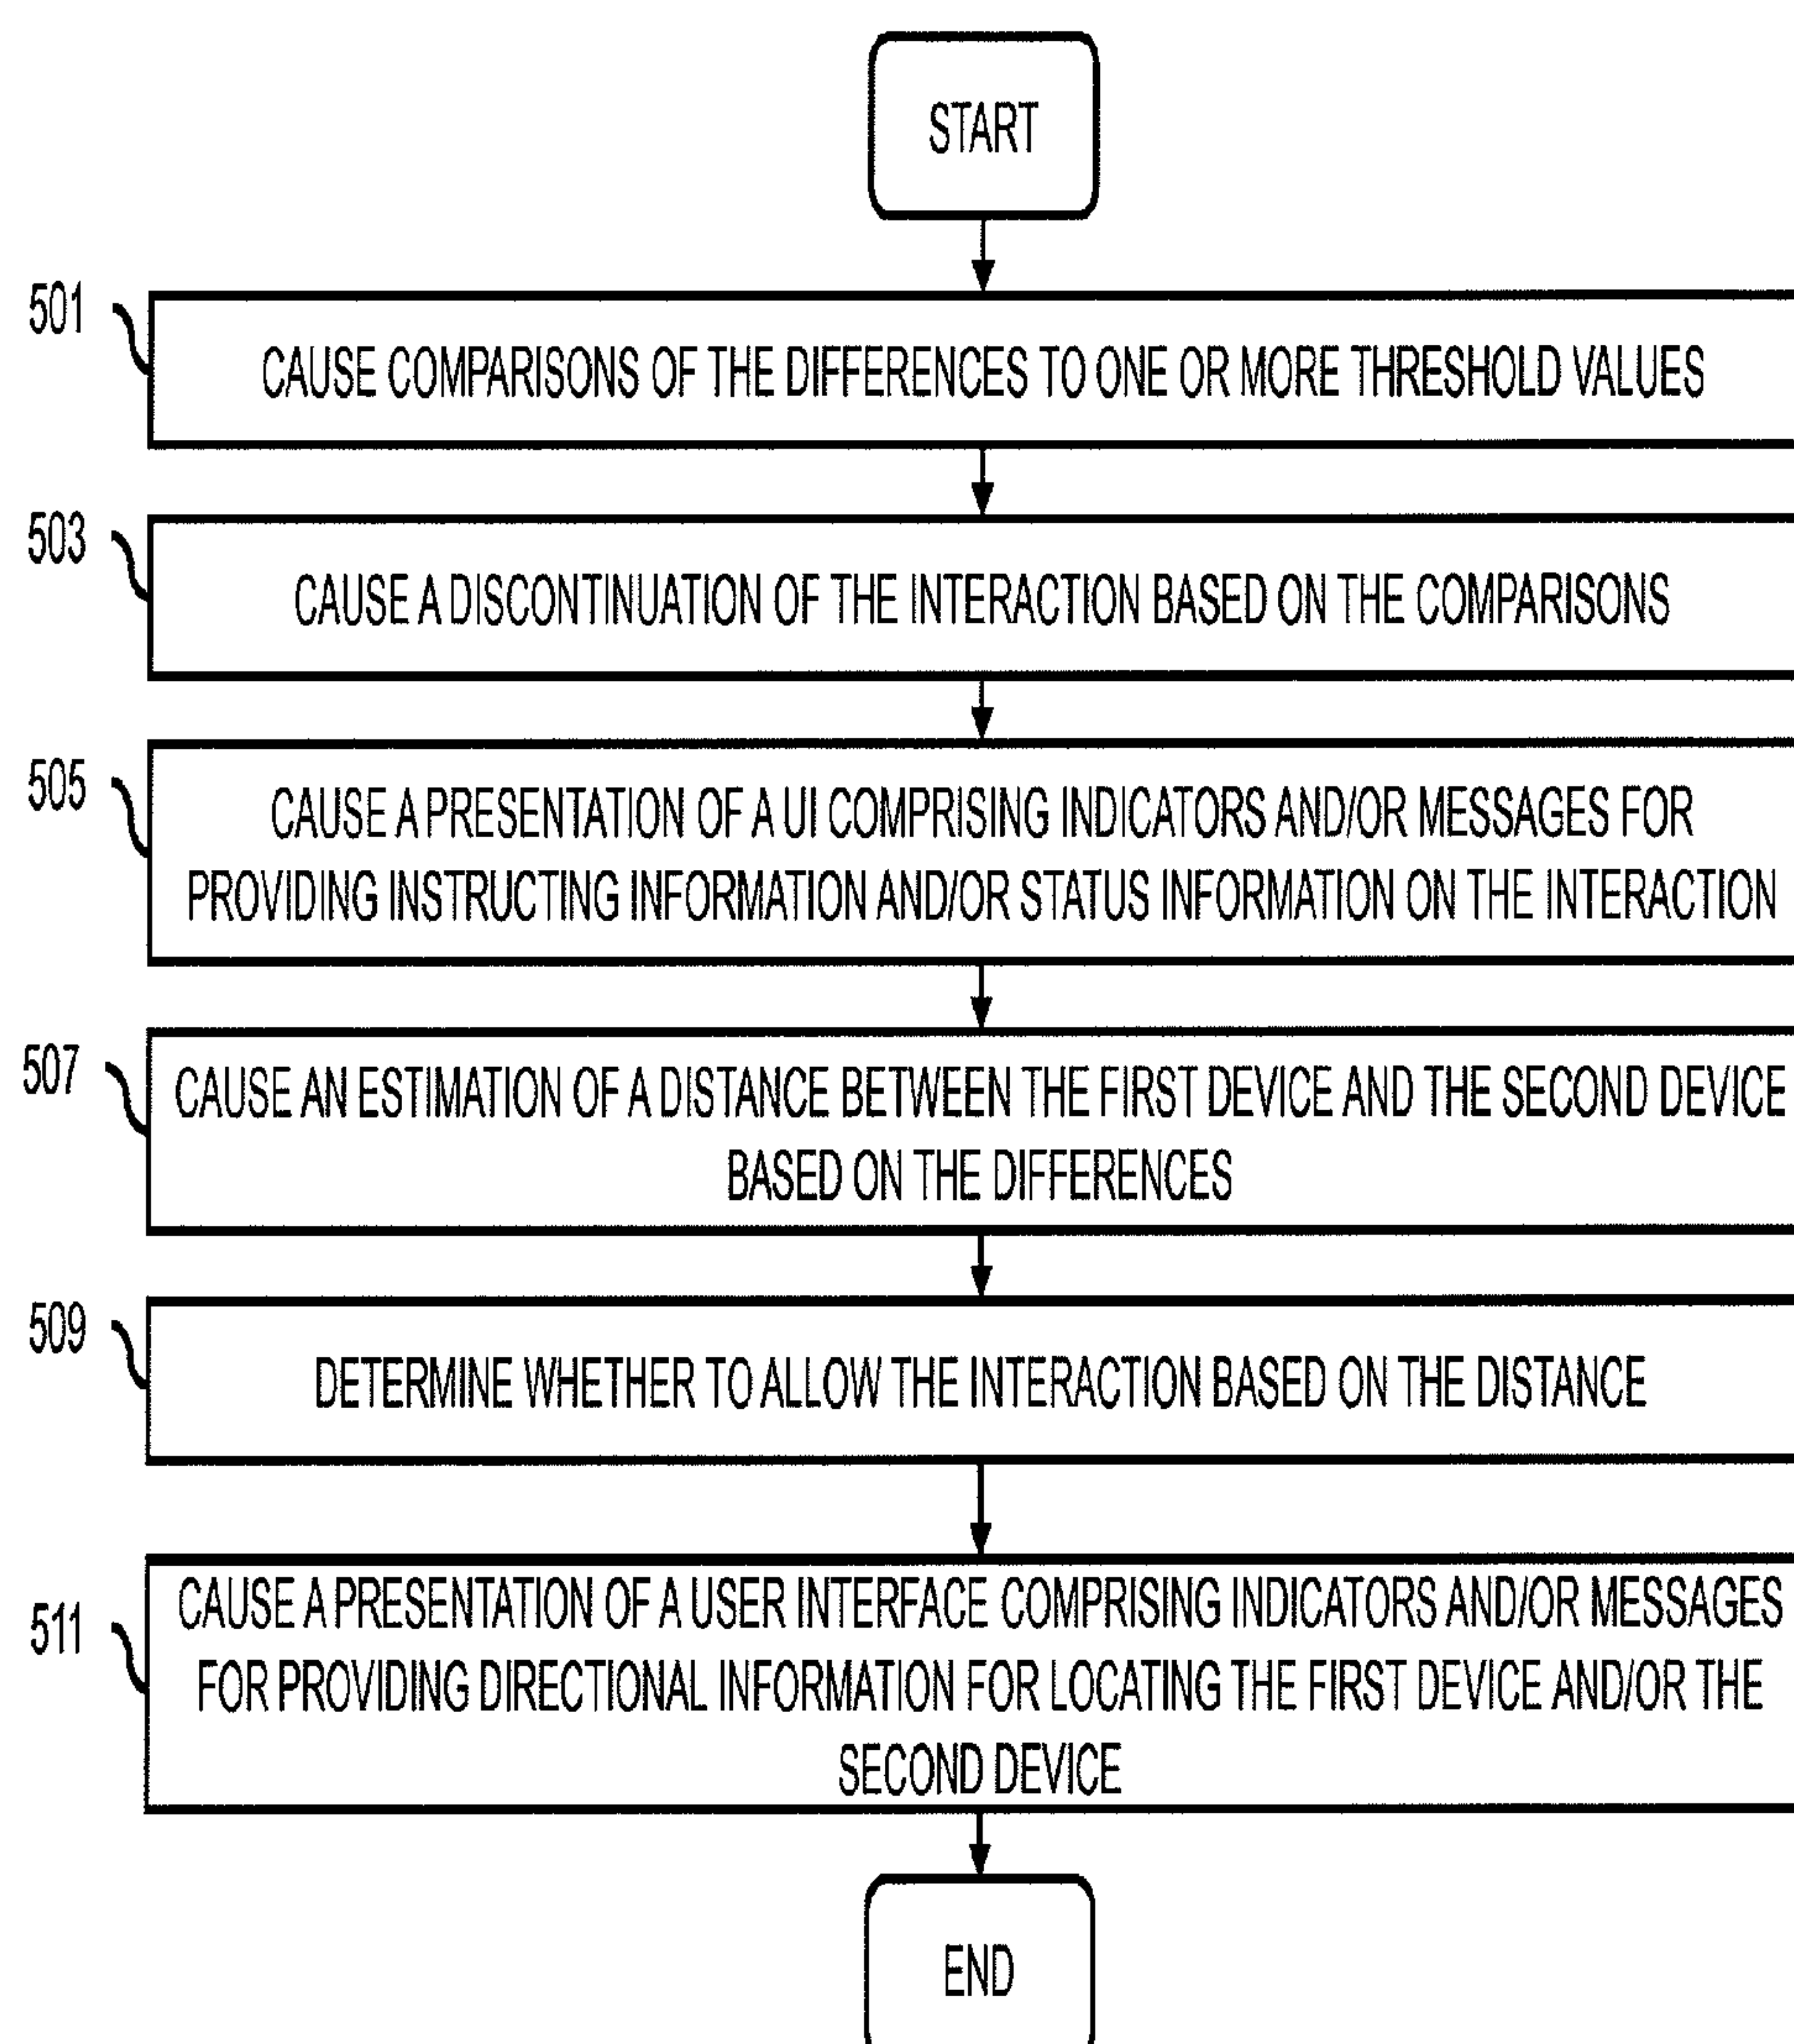 START
501
CAUSE COMPARISONS OF THE DIFFERENCES TO ONE OR MORE THRESHOLD VALUES
503
CAUSE A DISCONTINUATION OF THE INTERACTION BASED ON THE COMPARISONS
505
CAUSE A PRESENTATION OF A UI COMPRISING INDICATORS AND/OR MESSAGES FOR
PROVIDING INSTRUCTING INFORMATION AND/OR STATUS INFORMATION ON THE INTERACTION
507
CAUSE AN ESTIMATION OF A DISTANCE BETWEEN THE FIRST DEVICE AND THE SECOND DEVICE
BASED ON THE DIFFERENCES
509
DETERMINE WHETHER TO ALLOW THE INTERACTION BASED ON THE DISTANCE
511
CAUSE A PRESENTATION OF A USER INTERFACE COMPRISING INDICATORS AND/OR MESSAGES
FOR PROVIDING DIRECTIONAL INFORMATION FOR LOCATING THE FIRST DEVICE AND/OR THE
SECOND DEVICE
END